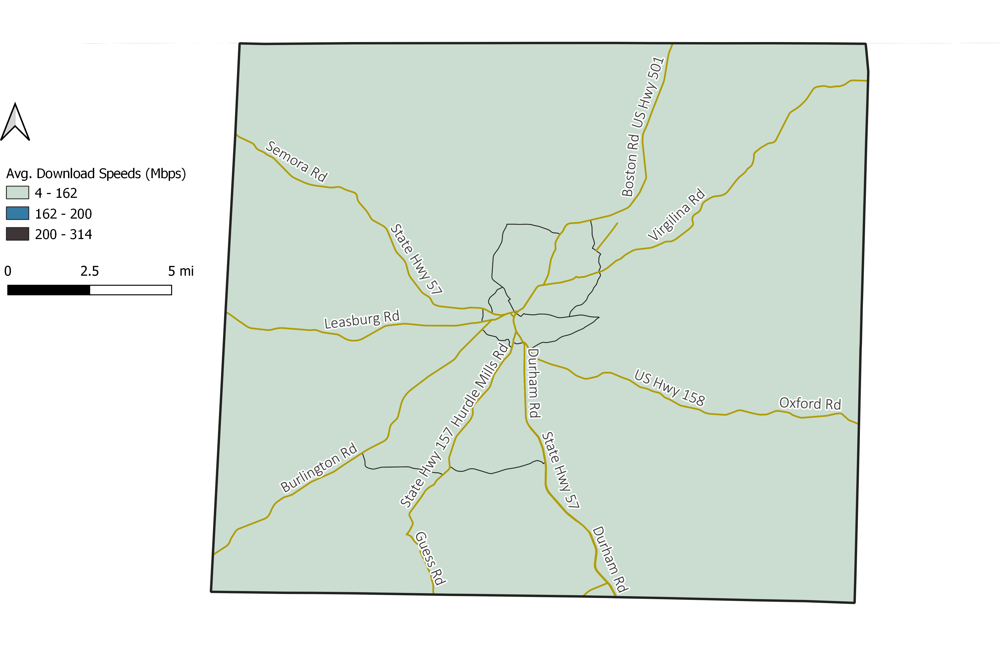 US Hwy 501
Boston Rd
Semora Rd
Virgilina Rd
State Hwy 57
Avg. Download Speeds (Mbps)
4 - 162
162 - 200
200 - 314
0 2.5 5 mi
Leasburg Rd
Hurdle Mills Rd
Durham Rd
US Hwy 158
Oxford Rd
State Hwy 157
State Hwy 57
Burlington Rd
Guess Rd
Durham Rd